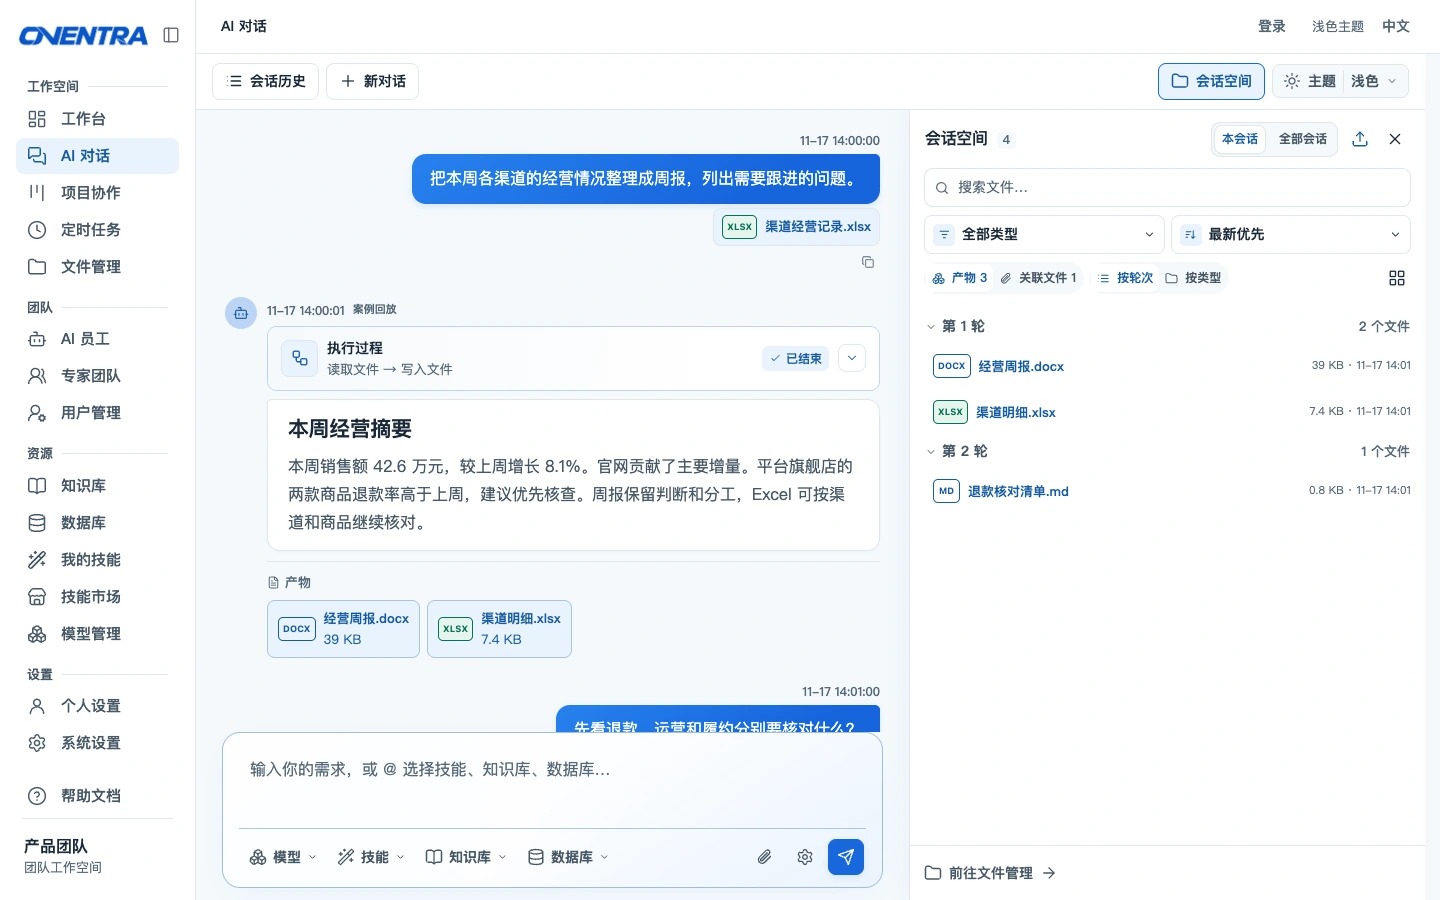 ONENTRA
工作空间
工作台
AI 对话
项目协作
定时任务
文件管理
团队
AI 员工
专家团队
用户管理
资源
知识库
数据库
我的技能
技能市场
模型管理
设置
个人设置
系统设置
帮助文档
产品团队
团队工作空间
AI 对话
登录
浅色主题
中文
会话历史
新对话
会话空间
主题
浅色
11-17 14:00:00
把本周各渠道的经营情况整理成周报，列出需要跟进的问题。
XLSX 渠道经营记录.xlsx
11-17 14:00:01 案例回放
执行过程
读取文件 → 写入文件
已结束
本周经营摘要
本周销售额 42.6 万元，较上周增长 8.1%。官网贡献了主要增量。平台旗舰店的
两款商品退款率高于上周，建议优先核查。周报保留判断和分工，Excel 可按渠
道和商品继续核对。
产物
DOCX 经营周报.docx
39 KB
XLSX 渠道明细.xlsx
7.4 KB
11-17 14:01:00
先看退款，运营和履约分别要核对什么？
输入你的需求，或 @ 选择技能、知识库、数据库...
模型
技能
知识库
数据库
会话空间 4
本会话
全部会话
搜索文件...
全部类型
最新优先
产物 3
关联文件 1
按轮次
按类型
第 1 轮
2 个文件
DOCX 经营周报.docx
39 KB · 11-17 14:01
XLSX 渠道明细.xlsx
7.4 KB · 11-17 14:01
第 2 轮
1 个文件
MD 退款核对清单.md
0.8 KB · 11-17 14:01
前往文件管理 →